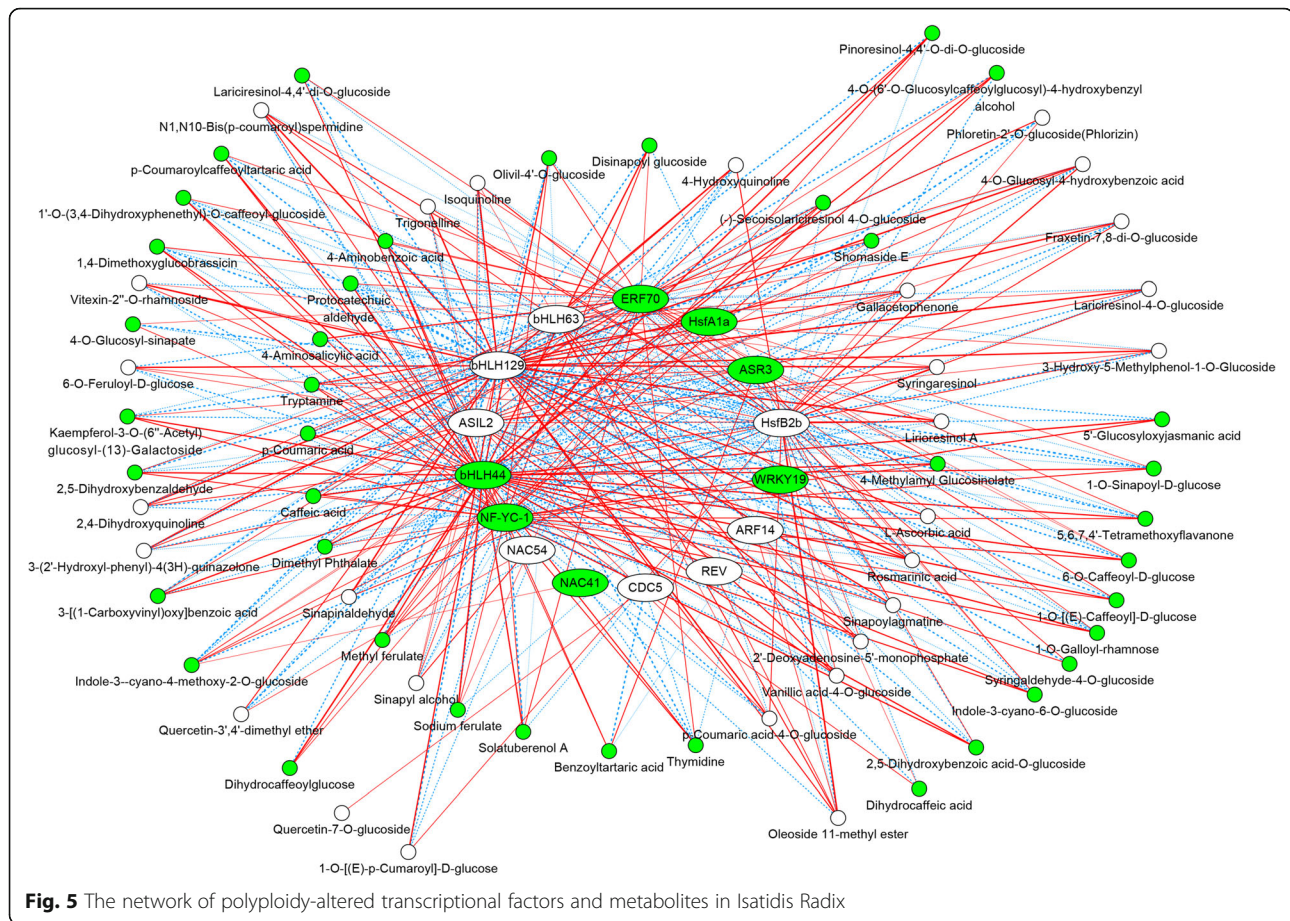 Pinoresinol-4,4'-O-di-O-glucoside
Lariciresinol-4,4'-di-O-glucoside
4-O-(6'-O-Glucosylcaffeoylglucosyl)-4-hydroxybenzyl
alcohol
N1,N10-Bis(p-coumaroyl)spermidine
Phloretin-2'-O-glucoside(Phlorizin)
Disinapoyl glucoside
p-Coumaroylcaffeoyltartaric acid
Olivil-4'-O-glucoside
4-Hydroxyquinoline
4-O-Glucosyl-4-hydroxybenzoic acid
Isoquinoline
1'-O-(3,4-Dihydroxyphenethyl)-O-caffeoyl-glucoside
Trigonelline
(-)-Secoisolariciresinol 4-O-glucoside
Fraxetin-7,8-di-O-glucoside
4-Aminobenzoic acid
Shomaside E
1,4-Dimethoxyglucobrassicin
Vitexin-2''-O-rhamnoside
Protocatechuic
aldehyde
ERF70
Gallacetophenone
Lariciresinol-4-O-glucoside
bHLH63
HsfA1a
4-O-Glucosyl-sinapate
4-Aminosalicylic acid
bHLH129
ASR3
Syringaresinol
3-Hydroxy-5-Methylphenol-1-O-Glucoside
6-O-Feruloyl-D-glucose
Tryptamine
ASIL2
HsfB2b
Lirioresinol A
Kaempferol-3-O-(6''-Acetyl)
glucosyl-(13)-Galactoside
p-Coumaric acid
5'-Glucosyloxyjasmanic acid
bHLH44
WRKY19
4-Methylamyl Glucosinolate
1-O-Sinapoyl-D-glucose
2,5-Dihydroxybenzaldehyde
Caffeic acid
NF-YC-1
2,4-Dihydroxyquinoline
ARF14
L-Ascorbic acid
5,6,7,4'-Tetramethoxyflavanone
NAC54
Dimethyl Phthalate
REV
Rosmarinic acid
6-O-Caffeoyl-D-glucose
3-(2'-Hydroxyl-phenyl)-4(3H)-quinazolone
NAC41
CDC5
3-[(1-Carboxyvinyl)oxy]benzoic acid
Sinapinaldehyde
Sinapoylagmatine
1-O-[(E)-Caffeoyl]-D-glucose
1-O-Galloyl-rhamnose
Methyl ferulate
2'-Deoxyadenosine-5'-monophosphate
Syringaldehyde-4-O-glucoside
Indole-3--cyano-4-methoxy-2-O-glucoside
Sinapyl alcohol
Vanillic acid-4-O-glucoside
Indole-3-cyano-6-O-glucoside
Quercetin-3',4'-dimethyl ether
Sodium ferulate
p-Coumaric acid-4-O-glucoside
Solatuberenol A
Benzoyltartaric acid
Thymidine
2,5-Dihydroxybenzoic acid-O-glucoside
Dihydrocaffeoylglucose
Dihydrocaffeic acid
Quercetin-7-O-glucoside
Oleoside 11-methyl ester
1-O-[(E)-p-Cumaroyl]-D-glucose
Fig. 5 The network of polyploidy-altered transcriptional factors and metabolites in Isatidis Radix